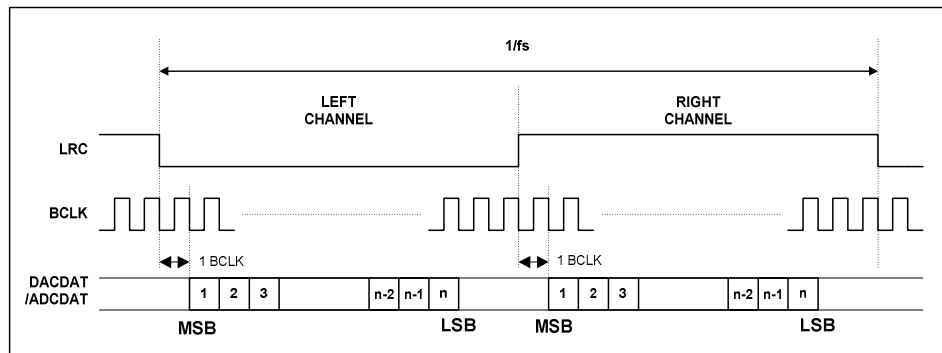 1/fs
LEFT
CHANNEL
RIGHT
CHANNEL
LRC
BCLK
1 BCLK
1 BCLK
DACDAT
/ADCDAT
1 2 3 n-2 n-1 n 1 2 3 n-2 n-1 n
MSB LSB MSB LSB